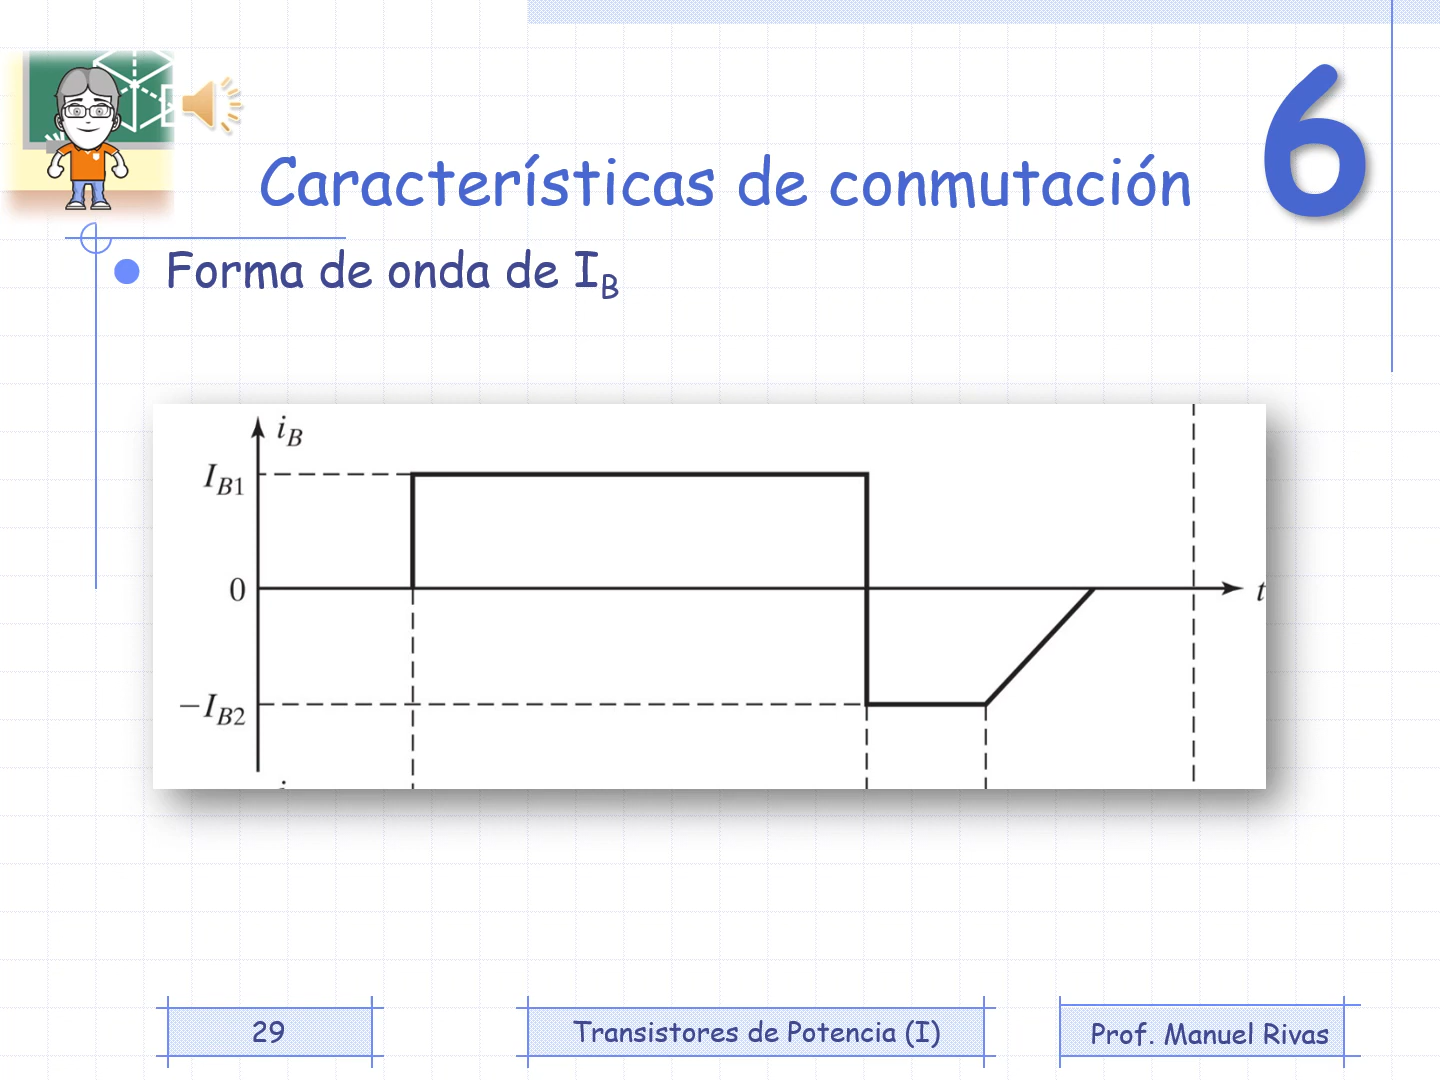 6
Características de conmutación
Forma de onda de I_B
i_B
I_B1
0
t
−I_B2
29
Transistores de Potencia (I)
Prof. Manuel Rivas